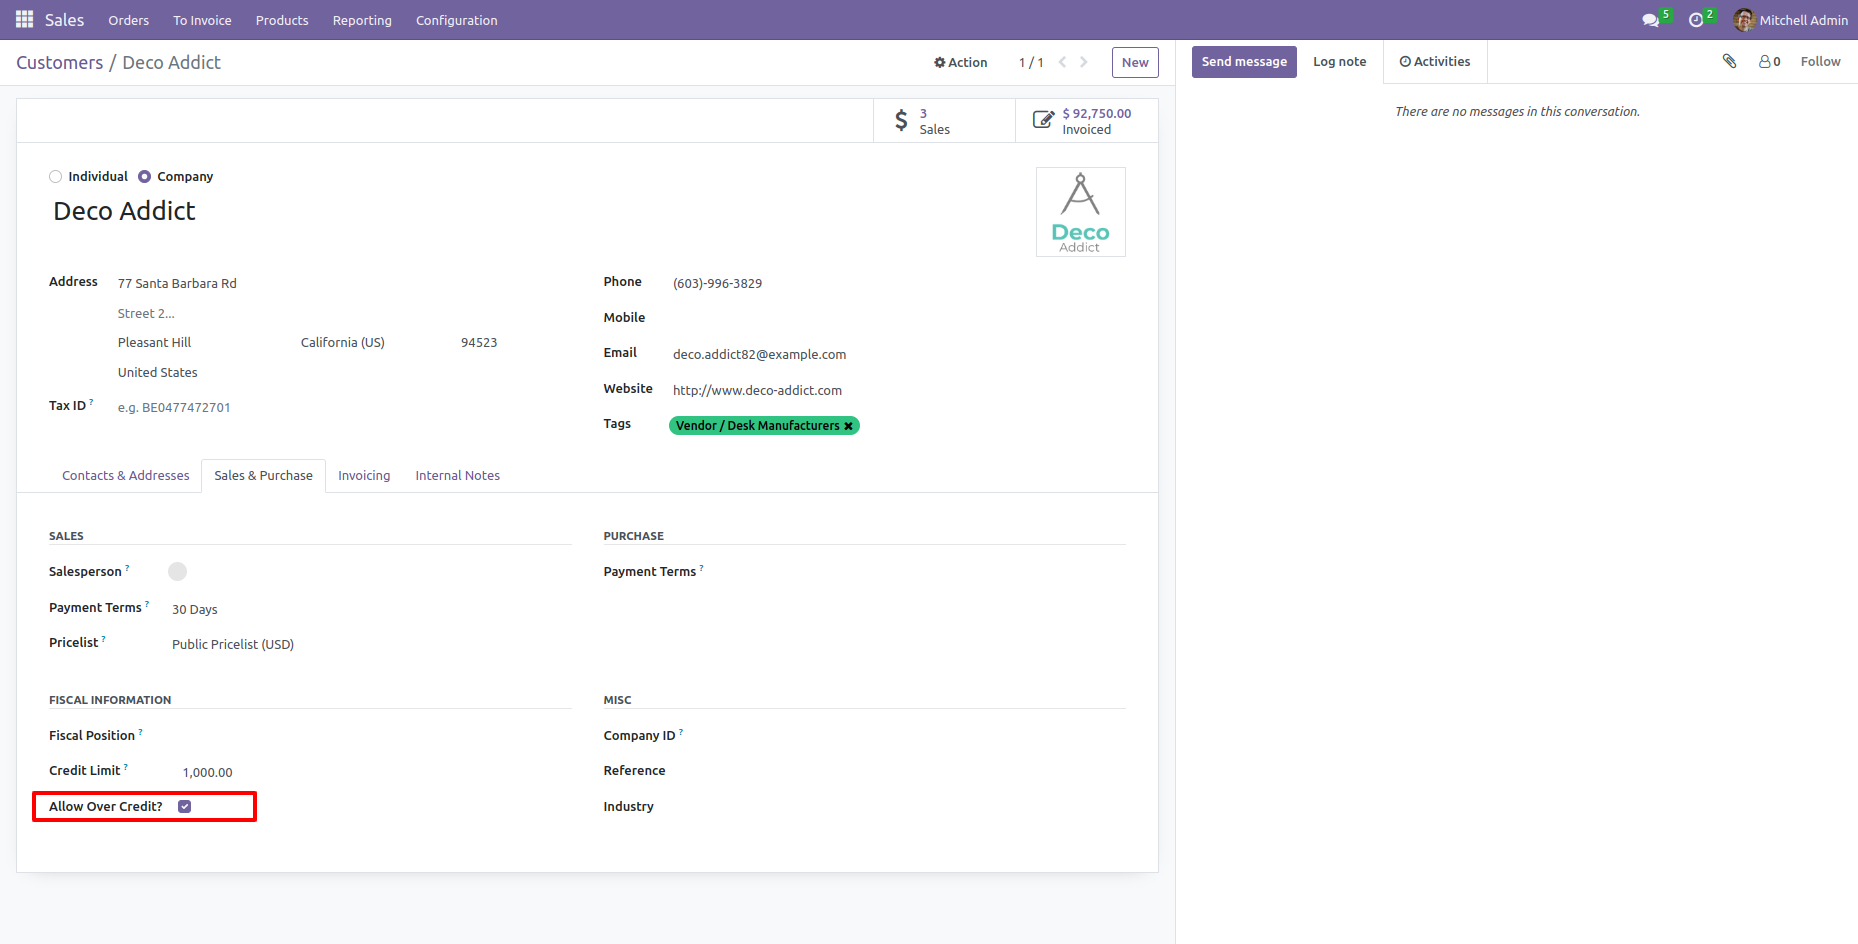 Sales Orders To Invoice Products Reporting Configuration 5 2 Mitchell Admin
Customers / Deco Addict Action 1 / 1 New Send message Log note Activities 0 Follow
There are no messages in this conversation.
3
Sales
$ 92,750.00
Invoiced
Individual Company
Deco Addict
Deco
Addict
Address 77 Santa Barbara Rd
Street 2...
Pleasant Hill California (US) 94523
United States
Tax ID ? e.g. BE0477472701
Phone (603)-996-3829
Mobile
Email deco.addict82@example.com
Website http://www.deco-addict.com
Tags Vendor / Desk Manufacturers
Contacts & Addresses Sales & Purchase Invoicing Internal Notes
SALES
Salesperson ?
Payment Terms ? 30 Days
Pricelist ? Public Pricelist (USD)
PURCHASE
Payment Terms ?
FISCAL INFORMATION
Fiscal Position ?
Credit Limit ? 1,000.00
Allow Over Credit?
MISC
Company ID ?
Reference
Industry